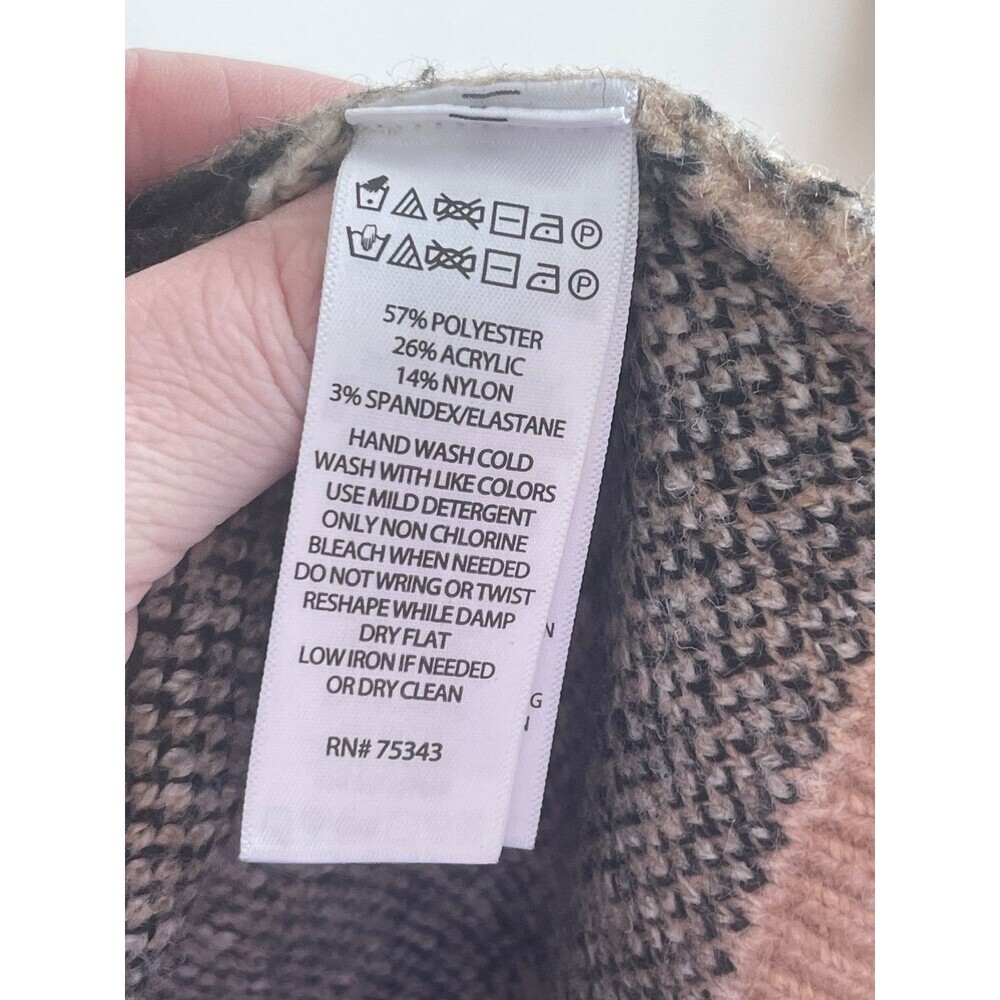 P
P
57% POLYESTER
26% ACRYLIC
14% NYLON
3% SPANDEX/ELASTANE
HAND WASH COLD
WASH WITH LIKE COLORS
USE MILD DETERGENT
ONLY NON CHLORINE
BLEACH WHEN NEEDED
DO NOT WRING OR TWIST
RESHAPE WHILE DAMP
DRY FLAT
LOW IRON IF NEEDED
OR DRY CLEAN
RN# 75343
N
G